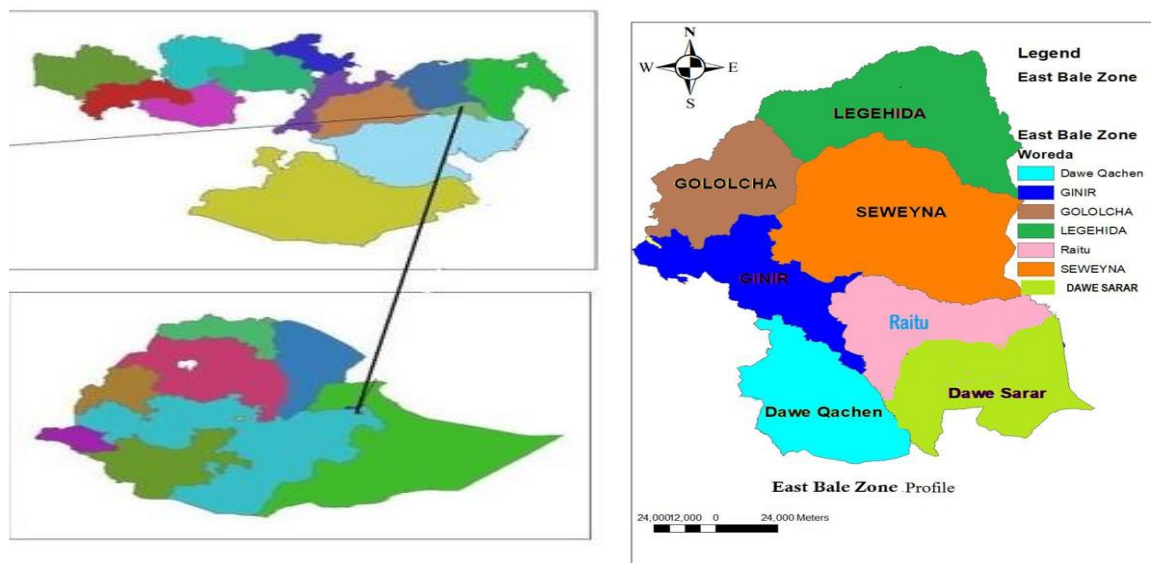 N
W E
S
Legend
East Bale Zone
East Bale Zone
Woreda
Dawe Qachen
GINIR
GOLOLCHA
LEGEHIDA
Raitu
SEWEYNA
DAWE SARAR
LEGEHIDA
GOLOLCHA
SEWEYNA
GINIR
Raitu
Dawe Sarar
Dawe Qachen
East Bale Zone .Profile
24,00012,000 0 24,000 Meters